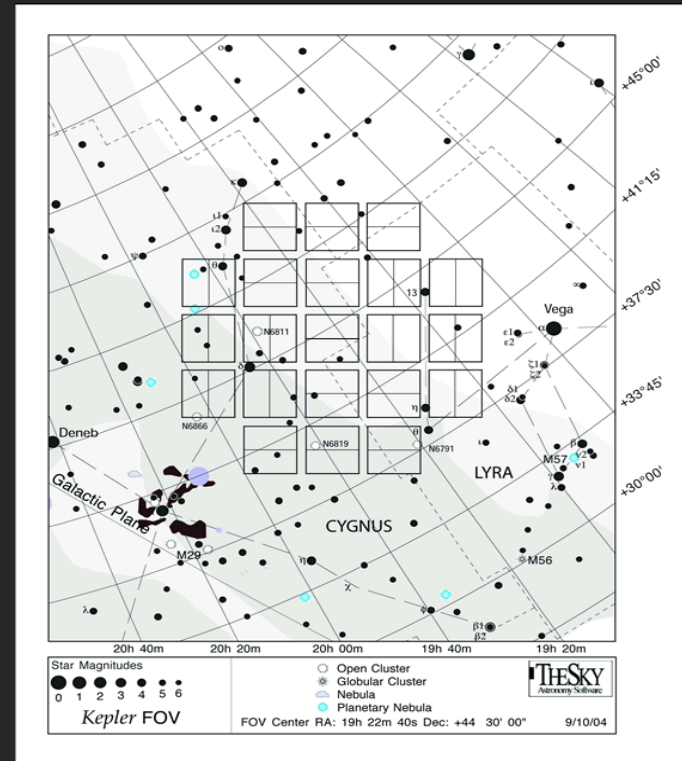 ο
γ
ι
+45°00'
κ
+41°15'
ι1
ι2
ψ
θ
α
+37°30'
13
Vega
N6811
ε1
ε2
α
δ
ζ1
ζ2
δ1
δ2
+33°45'
η
N6866
θ
Deneb
N6819
N6791
ι
β
M57
ν2
ν1
LYRA
γ
λ
+30°00'
Galactic Plane
CYGNUS
M29
η
M56
χ
λ
φ
β1
β2
20h 40m
20h 20m
20h 00m
19h 40m
19h 20m
Star Magnitudes
0 1 2 3 4 5 6
Kepler FOV
Open Cluster
Globular Cluster
Nebula
Planetary Nebula
FOV Center RA: 19h 22m 40s Dec: +44 30' 00"
THESKY
Astronomy Software
9/10/04